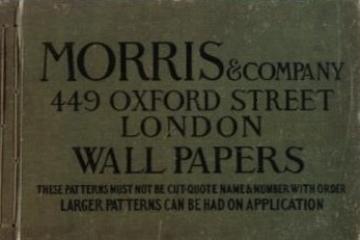 MORRIS & COMPANY
449 OXFORD STREET
LONDON
WALL PAPERS
THESE PATTERNS MUST NOT BE CUT-QUOTE NAME & NUMBER WITH ORDER
LARGER PATTERNS CAN BE HAD ON APPLICATION